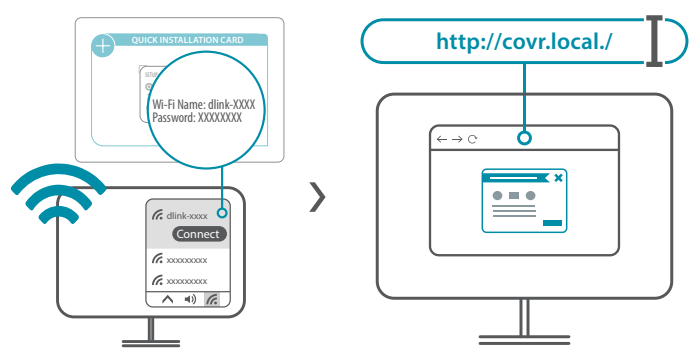 QUICK INSTALLATION CARD
Wi-Fi Name: dlink-XXXX
Password: XXXXXXXX
dlink-xxxx
Connect
xxxxxxxxx
xxxxxxxxx
http://covr.local./